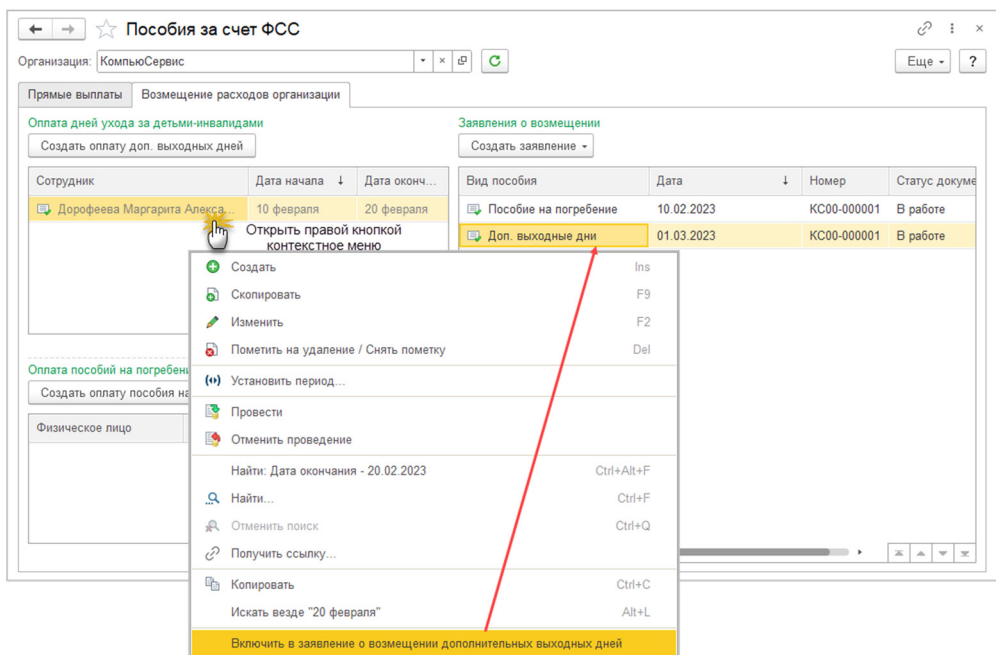 Пособия за счет ФСС
Организация: КомпьюСервис
Еще
?
Прямые выплаты
Возмещение расходов организации
Оплата дней ухода за детьми-инвалидами
Создать оплату доп. выходных дней
Сотрудник Дата начала ↓ Дата оконч...
Дорофеева Маргарита Алекса... 10 февраля 20 февраля
Заявления о возмещении
Создать заявление
Вид пособия Дата ↓ Номер Статус докуме
Пособие на погребение 10.02.2023 КС00-000001 В работе
Доп. выходные дни 01.03.2023 КС00-000001 В работе
Открыть правой кнопкой
контекстное меню
Оплата пособий на
Создать оплату пособия
Физическое лицо
Создать Ins
Скопировать F9
Изменить F2
Пометить на удаление / Снять пометку Del
Установить период...
Провести
Отменить проведение
Найти: Дата окончания - 20.02.2023 Ctrl+Alt+F
Найти... Ctrl+F
Отменить поиск Ctrl+Q
Получить ссылку...
Копировать Ctrl+C
Искать везде "20 февраля" Alt+L
Включить в заявление о возмещении дополнительных выходных дней